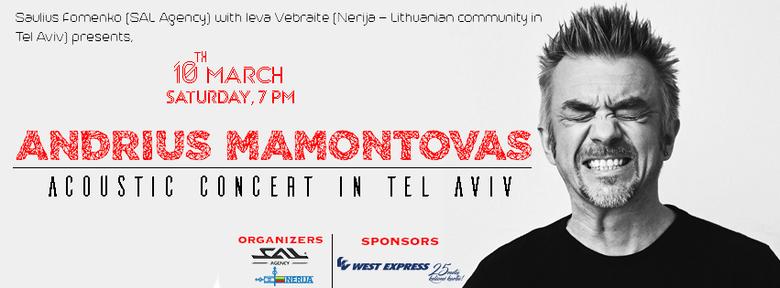 Saulius Fomenko (SAL Agency) with Ieva Vebraite (Nerija – Lithuanian community in
Tel Aviv) presents,
10TH MARCH
SATURDAY, 7 PM
ANDRIUS MAMONTOVAS
ACOUSTIC CONCERT IN TEL AVIV
ORGANIZERS
SAL
AGENCY
NERIJA
SPONSORS
WEST EXPRESS
25